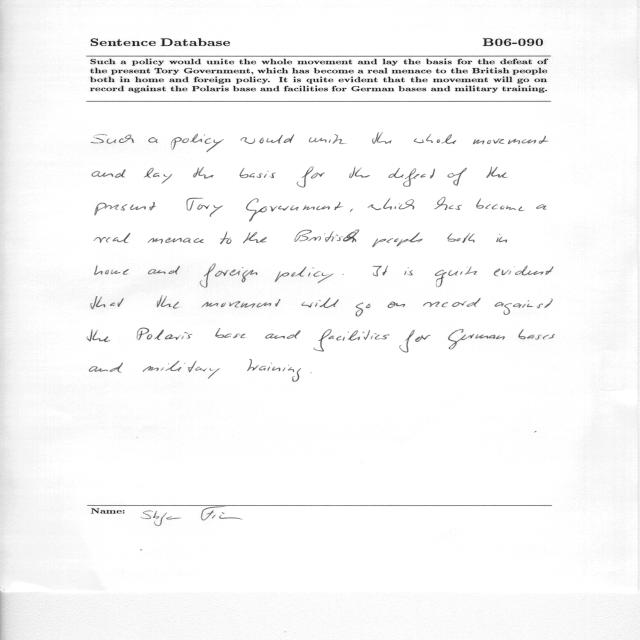 Sentence Database B06-090
Such a policy would unite the whole movement and lay the basis for the defeat of
the present Tory Government, which has become a real menace to the British people
both in home and foreign policy. It is quite evident that the movement will go on
record against the Polaris base and facilities for German bases and military training.
Such a policy would unite the whole movement
and lay the basis for the defeat of the
present Tory Government, which has become a
real menace to the British people both in
home and foreign policy. It is quite evident
that the movement will go on record against
the Polaris base and facilities for German bases
and military training.
Name: